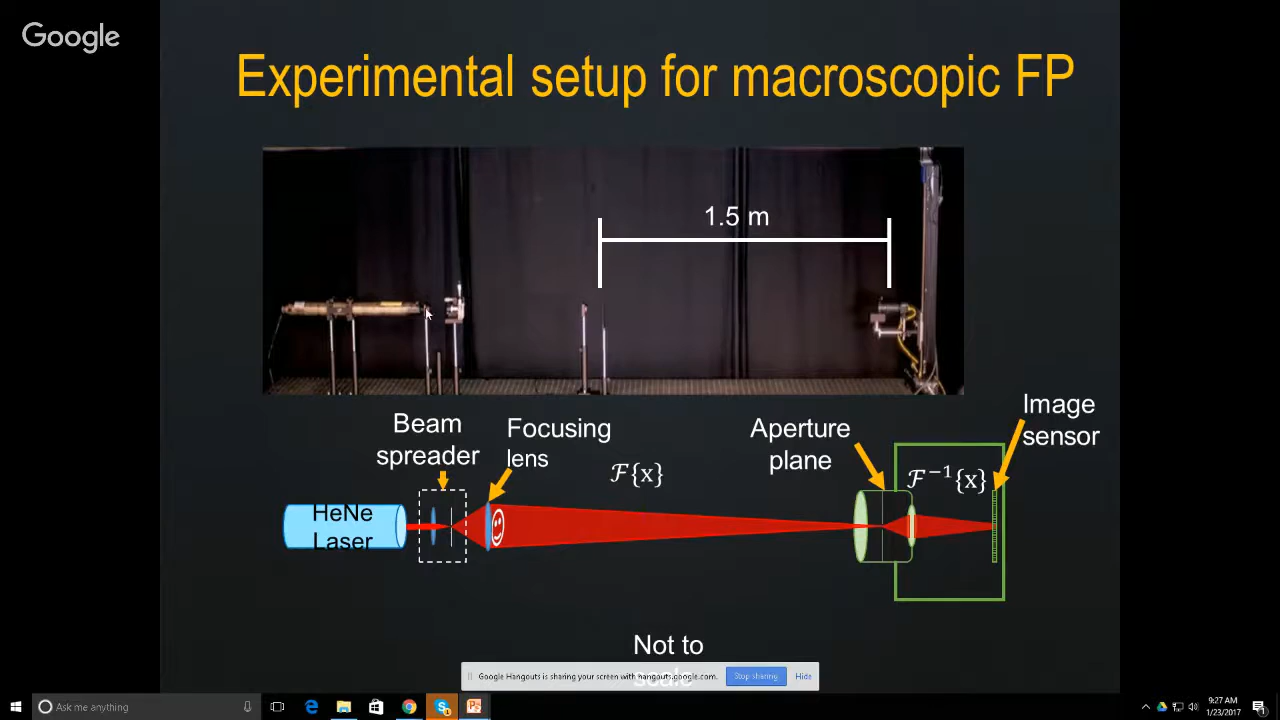 Google
Experimental setup for macroscopic FP
1.5 m
Beam
spreader
Focusing
lens
ℱ{x}
Aperture
plane
ℱ⁻¹{x}
Image
sensor
HeNe
Laser
Not to
scale
Google Hangouts is sharing your screen with hangouts.google.com.
Stop sharing
Hide
Ask me anything
9:27 AM
1/23/2017